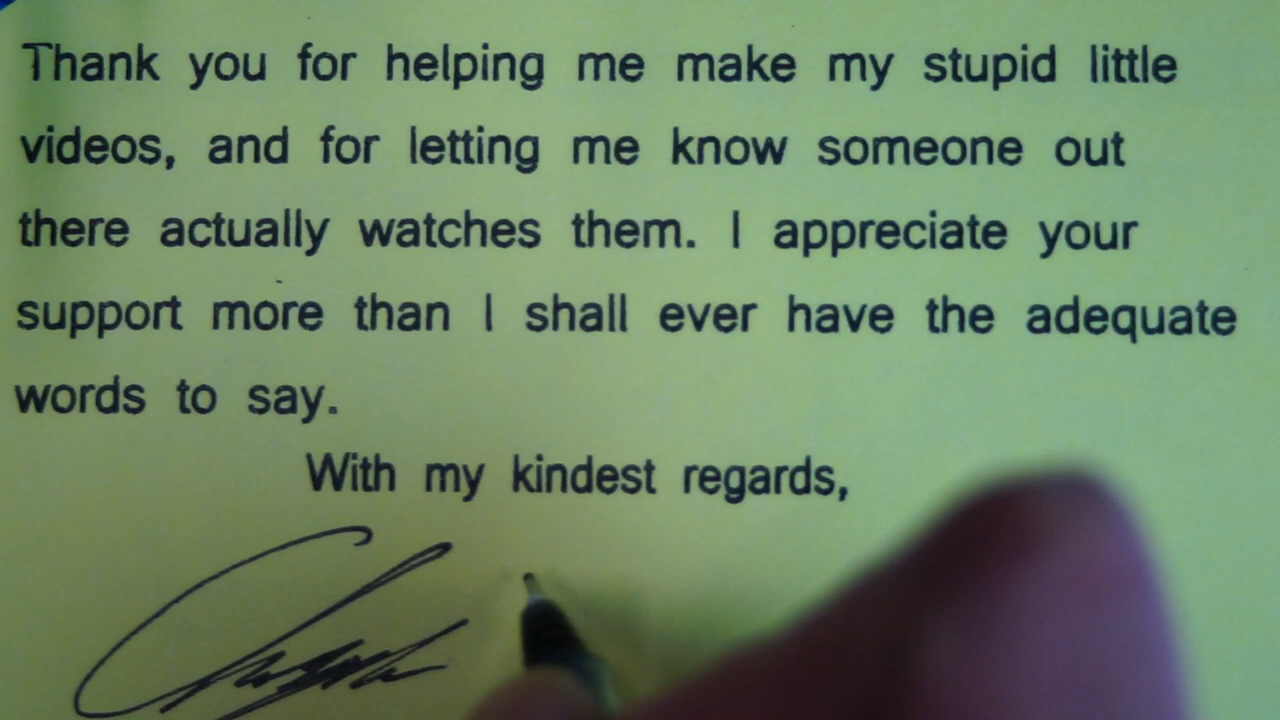 Thank you for helping me make my stupid little
videos, and for letting me know someone out
there actually watches them. I appreciate your
support more than I shall ever have the adequate
words to say.
With my kindest regards,